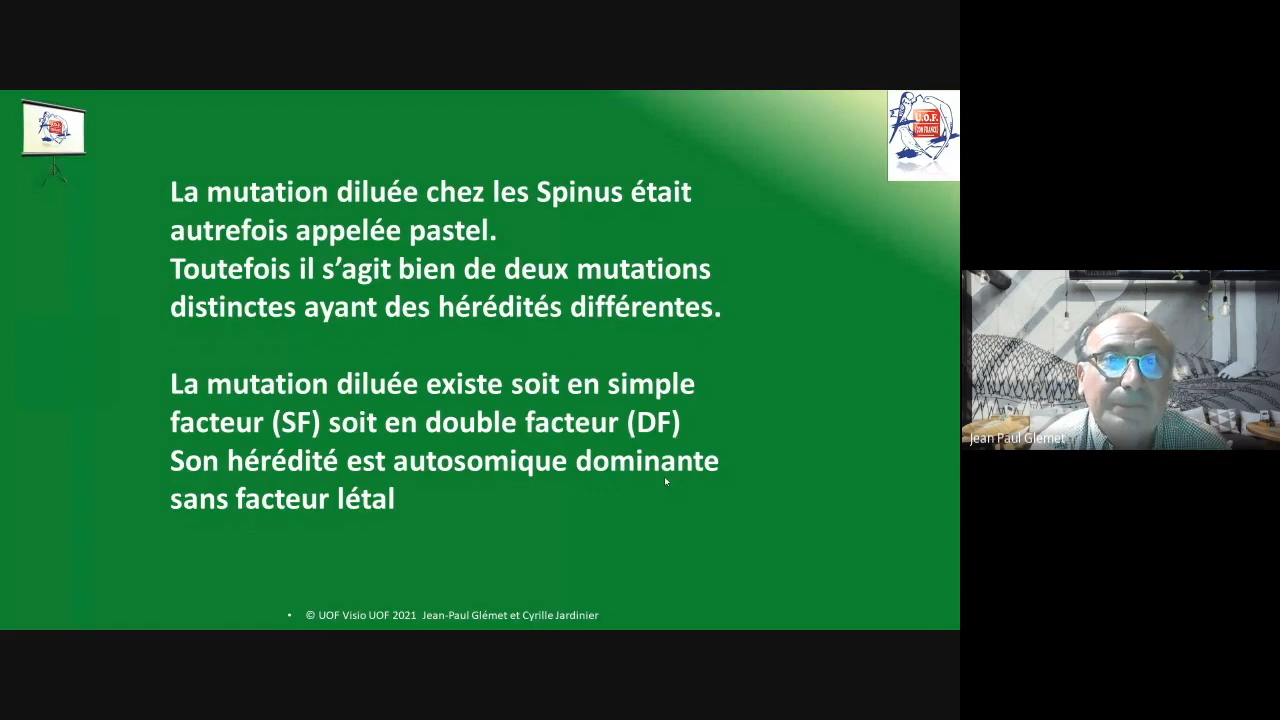 La mutation diluée chez les Spinus était
autrefois appelée pastel.
Toutefois il s’agit bien de deux mutations
distinctes ayant des hérédités différentes.
La mutation diluée existe soit en simple
facteur (SF) soit en double facteur (DF)
Son hérédité est autosomique dominante
sans facteur létal
• © UOF Visio UOF 2021 Jean-Paul Glémet et Cyrille Jardinier
U.O.F.
COM FRANCE
Jean Paul Glemet